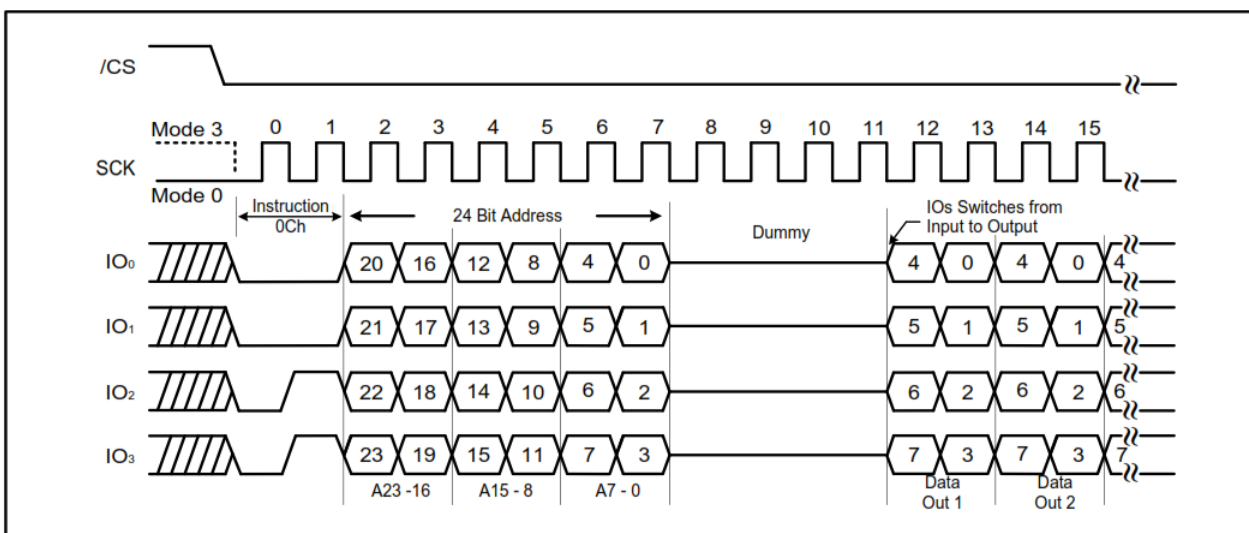 /CS
Mode 3
0 1 2 3 4 5 6 7 8 9 10 11 12 13 14 15
SCK
Mode 0
Instruction
0Ch
24 Bit Address
Dummy
IOs Switches from
Input to Output
IO₀ 20 16 12 8 4 0 4 0 4 0 4
IO₁ 21 17 13 9 5 1 5 1 5 1 5
IO₂ 22 18 14 10 6 2 6 2 6 2 6
IO₃ 23 19 15 11 7 3 7 3 7 3 7
A23 -16 A15 - 8 A7 - 0
Data
Out 1
Data
Out 2